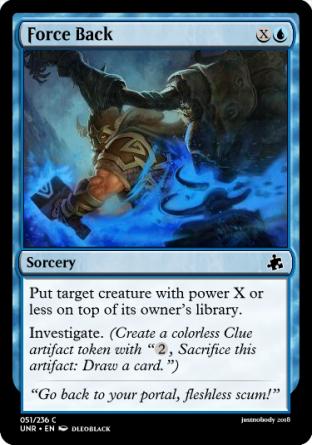 Force Back X
Sorcery
Put target creature with power X or
less on top of its owner's library.
Investigate. (Create a colorless Clue
artifact token with "2, Sacrifice this
artifact: Draw a card.")
"Go back to your portal, fleshless scum!"
051/236 C
UNR • EN DLEOBLACK
justnobody 2018